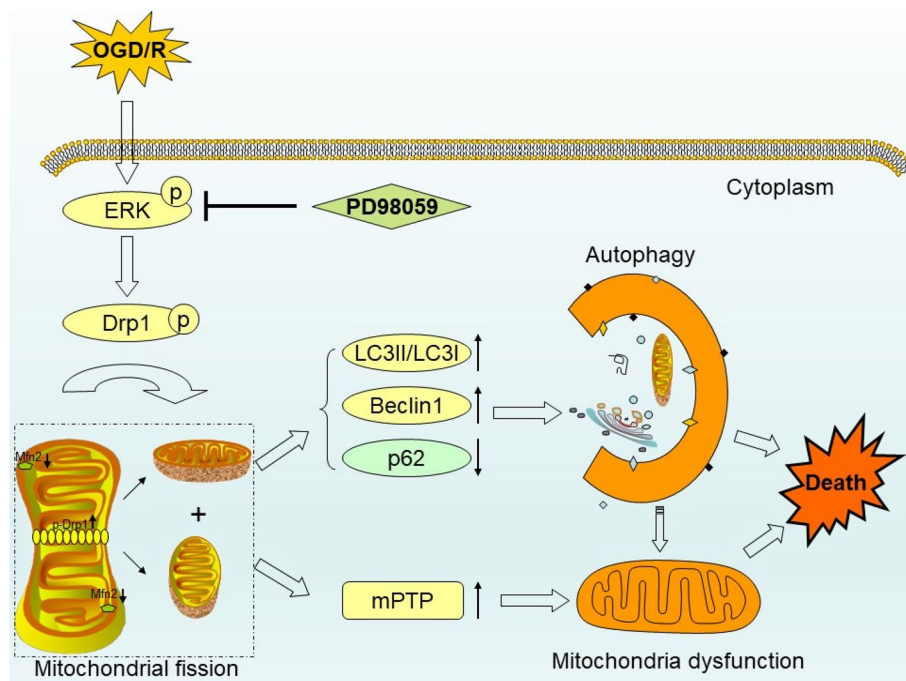 OGD/R
Cytoplasm
ERK
p
PD98059
Autophagy
Drp1
p
LC3II/LC3I
Beclin1
p62
Mfn2
p-Drp1
+
Mfn2
Death
mPTP
Mitochondrial fission
Mitochondria dysfunction